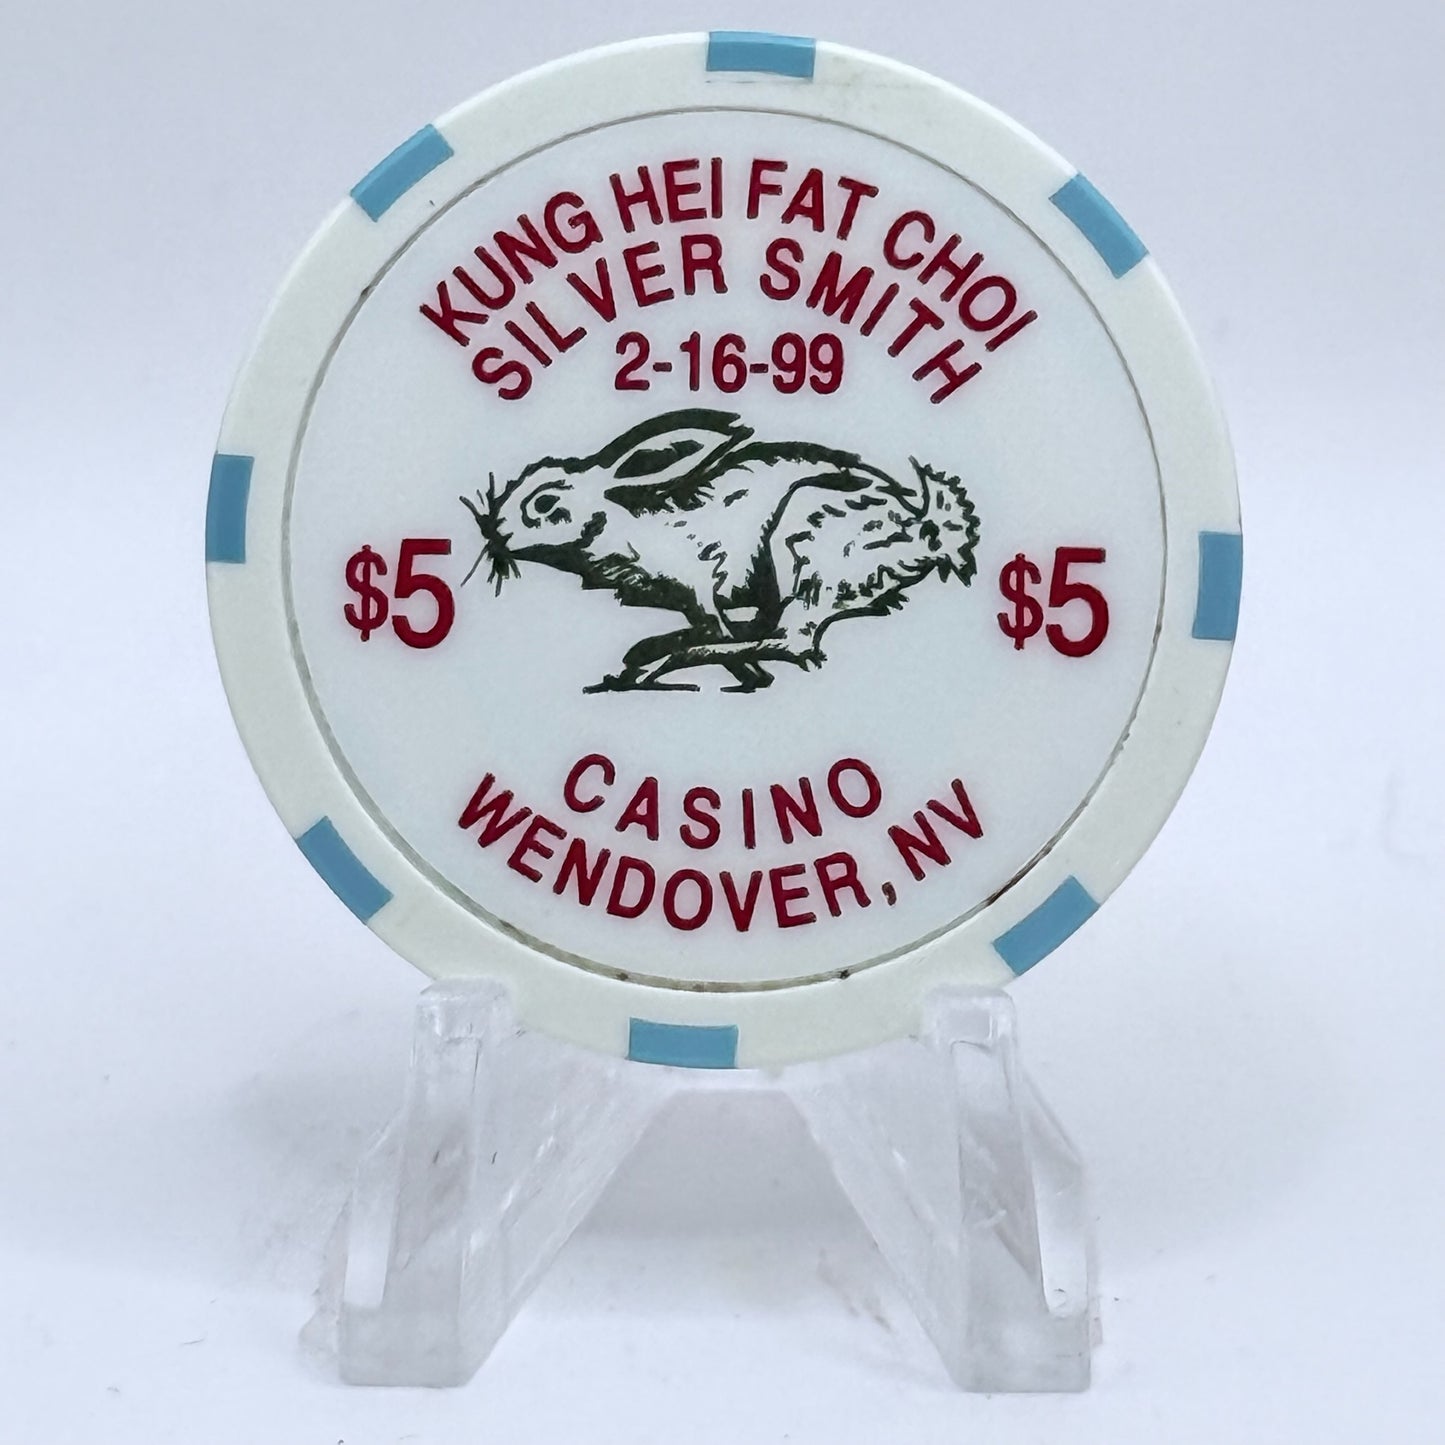 KUNG HEI FAT CHOI
SILVER SMITH
2-16-99
$5 $5
CASINO
WENDOVER, NV